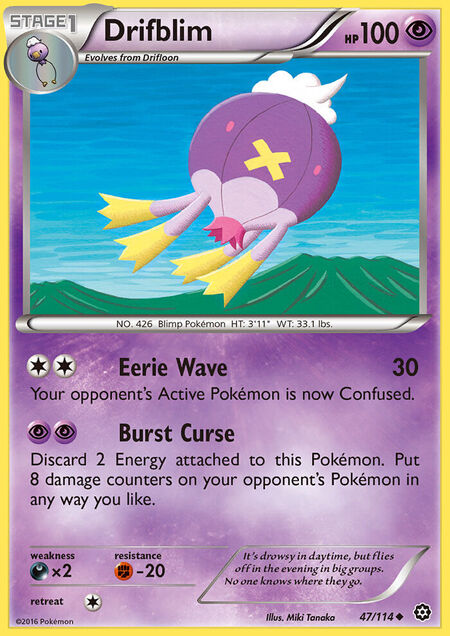 STAGE1
Drifblim
HP100
Evolves from Drifloon
NO. 426 Blimp Pokémon HT: 3'11" WT: 33.1 lbs.
Eerie Wave 30
Your opponent's Active Pokémon is now Confused.
Burst Curse
Discard 2 Energy attached to this Pokémon. Put
8 damage counters on your opponent's Pokémon in
any way you like.
weakness
×2
resistance
-20
It's drowsy in daytime, but flies
off in the evening in big groups.
No one knows where they go.
retreat
©2016 Pokémon
Illus. Miki Tanaka
47/114